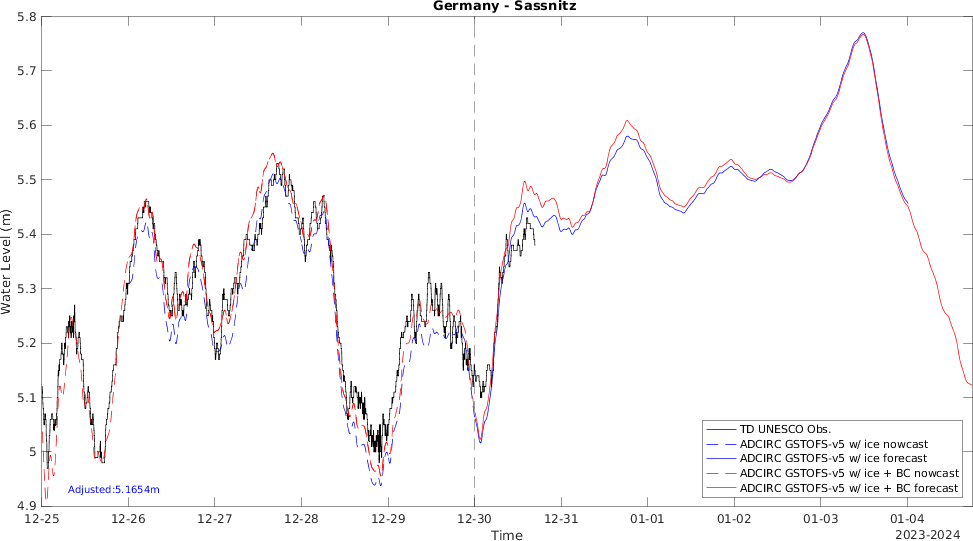 Germany - Sassnitz
5.8
5.7
5.6
5.5
5.4
5.3
5.2
5.1
5
4.9
Water Level (m)
Adjusted:5.1654m
TD UNESCO Obs.
ADCIRC GSTOFS-v5 w/ ice nowcast
ADCIRC GSTOFS-v5 w/ ice forecast
ADCIRC GSTOFS-v5 w/ ice + BC nowcast
ADCIRC GSTOFS-v5 w/ ice + BC forecast
12-25 12-26 12-27 12-28 12-29 12-30 12-31 01-01 01-02 01-03 01-04
Time
2023-2024